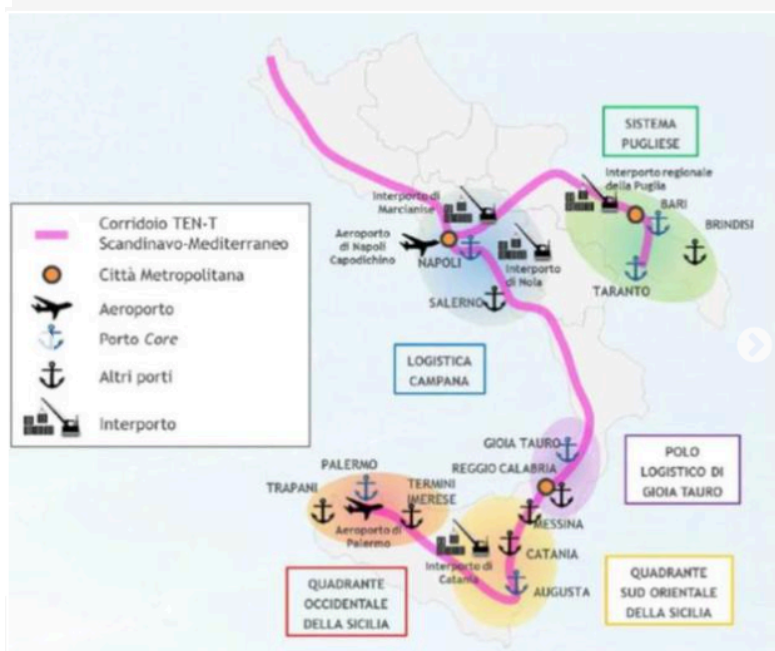 SISTEMA
PUGLIESE
Interporto regionale
della Puglia
BARI
BRINDISI
TARANTO
Interporto di
Marcianise
Aeroporto
di Napoli
Capodichino
NAPOLI
Interporto
di Nola
SALERNO
Corridoio TEN-T
Scandinavo-Mediterraneo
Città Metropolitana
Aeroporto
Porto Core
Altri porti
Interporto
LOGISTICA
CAMPANA
GIOIA TAURO
REGGIO CALABRIA
POLO
LOGISTICO DI
GIOIA TAURO
PALERMO
TRAPANI
TERMINI
IMERESE
Aeroporto di
Palermo
MESSINA
CATANIA
Interporto di
Catania
AUGUSTA
QUADRANTE
OCCIDENTALE
DELLA SICILIA
QUADRANTE
SUD ORIENTALE
DELLA SICILIA